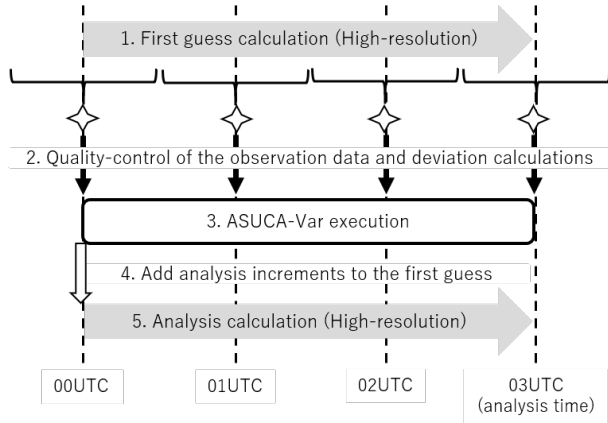 1. First guess calculation (High-resolution)
2. Quality-control of the observation data and deviation calculations
3. ASUCA-Var execution
4. Add analysis increments to the first guess
5. Analysis calculation (High-resolution)
00UTC
01UTC
02UTC
03UTC
(analysis time)